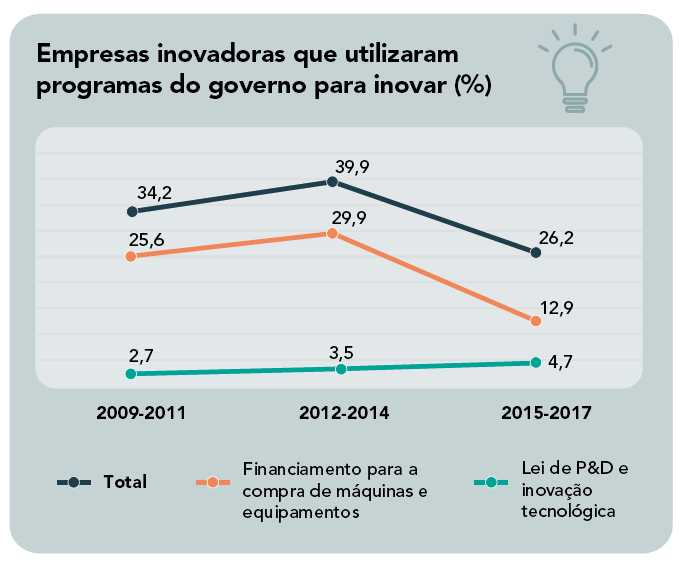 Empresas inovadoras que utilizaram
programas do governo para inovar (%)
39,9
34,2
29,9
25,6
26,2
12,9
2,7
3,5
4,7
2009-2011
2012-2014
2015-2017
Total
Financiamento para a
compra de máquinas e
equipamentos
Lei de P&D e
inovação
tecnológica